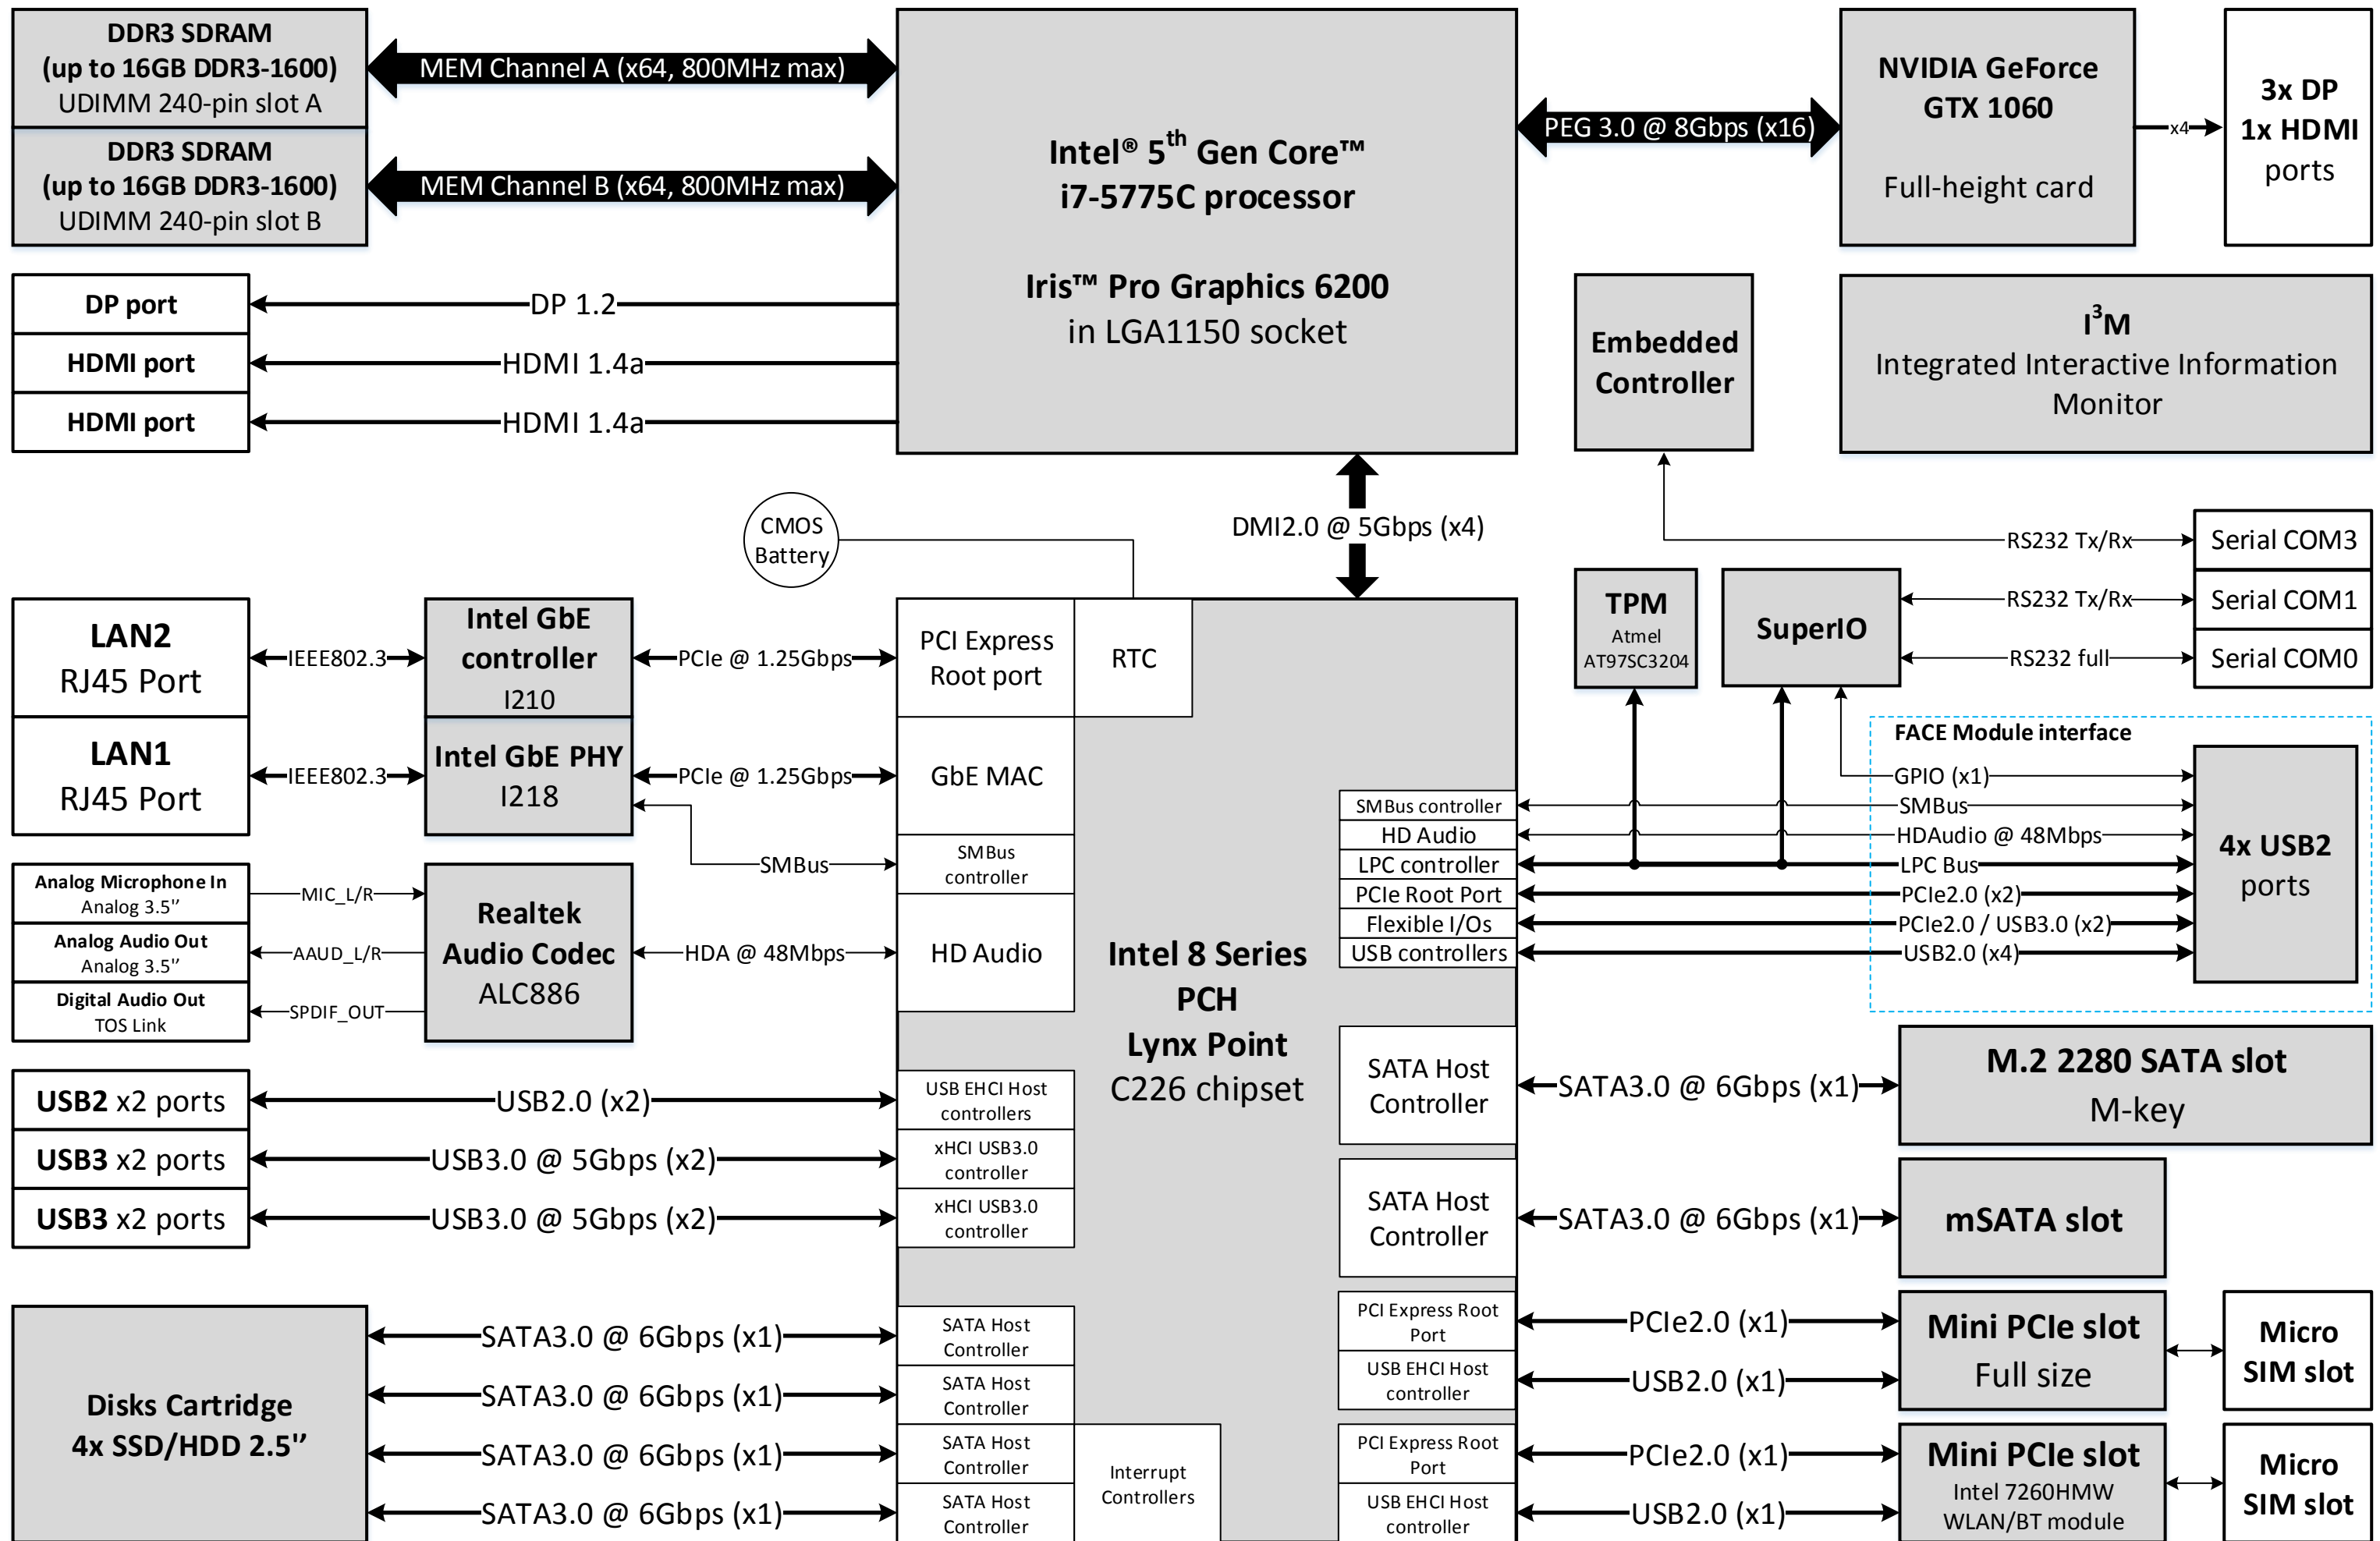 DDR3 SDRAM
(up to 16GB DDR3-1600)
UDIMM 240-pin slot A
DDR3 SDRAM
(up to 16GB DDR3-1600)
UDIMM 240-pin slot B
MEM Channel A (x64, 800MHz max)
MEM Channel B (x64, 800MHz max)
Intel® 5th Gen Core™
i7-5775C processor
Iris™ Pro Graphics 6200
in LGA1150 socket
PEG 3.0 @ 8Gbps (x16)
NVIDIA GeForce
GTX 1060
Full-height card
x4
3x DP
1x HDMI
ports
DP port
DP 1.2
HDMI port
HDMI 1.4a
HDMI port
HDMI 1.4a
Embedded
Controller
I³M
Integrated Interactive Information
Monitor
CMOS
Battery
DMI2.0 @ 5Gbps (x4)
RS232 Tx/Rx
Serial COM3
RS232 Tx/Rx
Serial COM1
RS232 full
Serial COM0
TPM
Atmel
AT97SC3204
SuperIO
LAN2
RJ45 Port
IEEE802.3
Intel GbE
controller
I210
PCIe @ 1.25Gbps
PCI Express
Root port
RTC
LAN1
RJ45 Port
IEEE802.3
Intel GbE PHY
I218
PCIe @ 1.25Gbps
GbE MAC
SMBus
SMBus
controller
Analog Microphone In
Analog 3.5''
MIC_L/R
Analog Audio Out
Analog 3.5''
AAUD_L/R
Digital Audio Out
TOS Link
SPDIF_OUT
Realtek
Audio Codec
ALC886
HDA @ 48Mbps
HD Audio
Intel 8 Series
PCH
Lynx Point
C226 chipset
FACE Module interface
GPIO (x1)
SMBus controller
SMBus
HD Audio
HDAudio @ 48Mbps
LPC controller
LPC Bus
PCIe Root Port
PCIe2.0 (x2)
Flexible I/Os
PCIe2.0 / USB3.0 (x2)
USB controllers
USB2.0 (x4)
4x USB2
ports
USB2 x2 ports
USB2.0 (x2)
USB EHCI Host
controllers
USB3 x2 ports
USB3.0 @ 5Gbps (x2)
xHCI USB3.0
controller
USB3 x2 ports
USB3.0 @ 5Gbps (x2)
xHCI USB3.0
controller
SATA Host
Controller
SATA3.0 @ 6Gbps (x1)
M.2 2280 SATA slot
M-key
SATA Host
Controller
SATA3.0 @ 6Gbps (x1)
mSATA slot
Disks Cartridge
4x SSD/HDD 2.5''
SATA3.0 @ 6Gbps (x1)
SATA Host
Controller
SATA3.0 @ 6Gbps (x1)
SATA Host
Controller
SATA3.0 @ 6Gbps (x1)
SATA Host
Controller
SATA3.0 @ 6Gbps (x1)
SATA Host
Controller
Interrupt
Controllers
PCI Express Root
Port
PCIe2.0 (x1)
USB EHCI Host
controller
USB2.0 (x1)
Mini PCIe slot
Full size
Micro
SIM slot
PCI Express Root
Port
PCIe2.0 (x1)
USB EHCI Host
controller
USB2.0 (x1)
Mini PCIe slot
Intel 7260HMW
WLAN/BT module
Micro
SIM slot